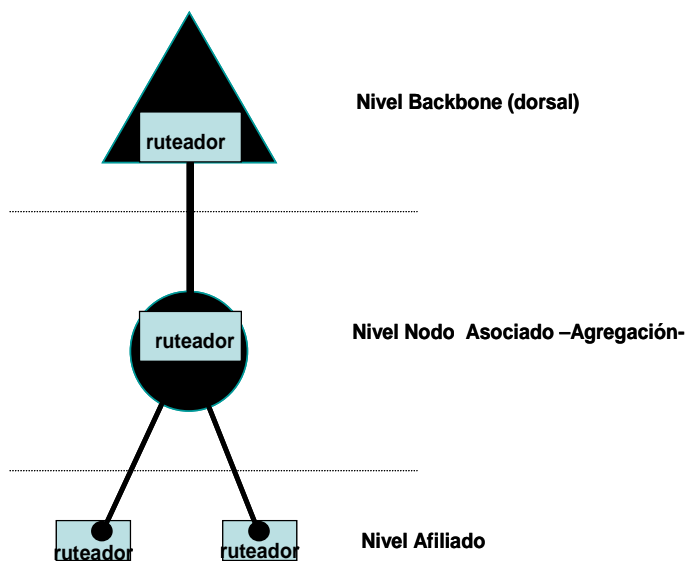 Nivel Backbone (dorsal)
ruteador
ruteador
Nivel Nodo Asociado –Agregación-
ruteador
ruteador
Nivel Afiliado